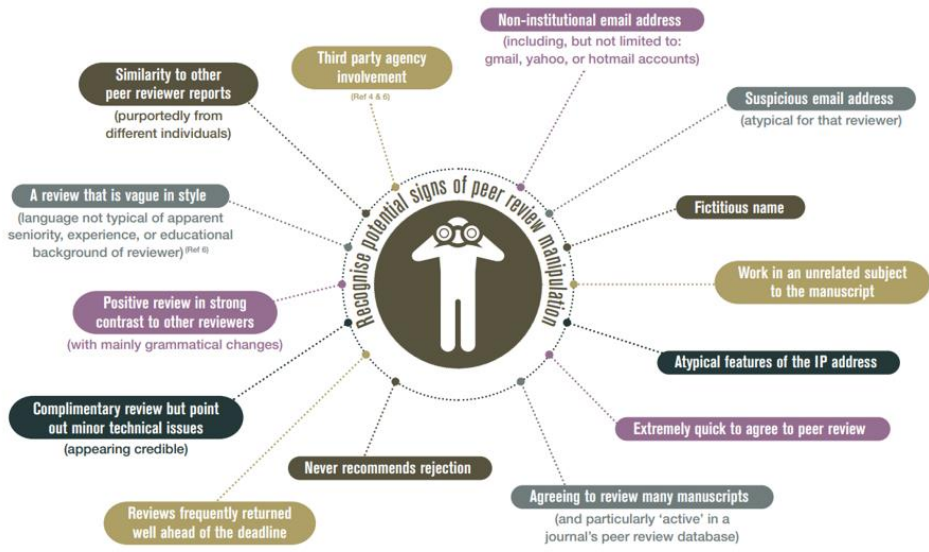 Recognise potential signs of peer review manipulation
Non-institutional email address
(including, but not limited to:
gmail, yahoo, or hotmail accounts)
Suspicious email address
(atypical for that reviewer)
Fictitious name
Work in an unrelated subject
to the manuscript
Atypical features of the IP address
Extremely quick to agree to peer review
Agreeing to review many manuscripts
(and particularly ‘active’ in a
journal’s peer review database)
Never recommends rejection
Reviews frequently returned
well ahead of the deadline
Complimentary review but point
out minor technical issues
(appearing credible)
Positive review in strong
contrast to other reviewers
(with mainly grammatical changes)
A review that is vague in style
(language not typical of apparent
seniority, experience, or educational
background of reviewer) (Ref 6)
Similarity to other
peer reviewer reports
(purportedly from
different individuals)
Third party agency
involvement
(Ref 4 & 6)